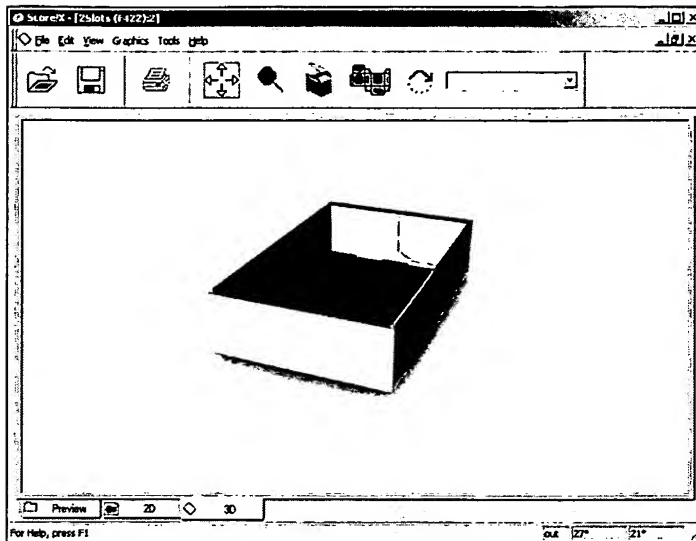 Score!X - [2Slots (F422):2]
File Edit View Graphics Tools Help
Preview 2D 3D
For Help, press F1 out 27° 21°